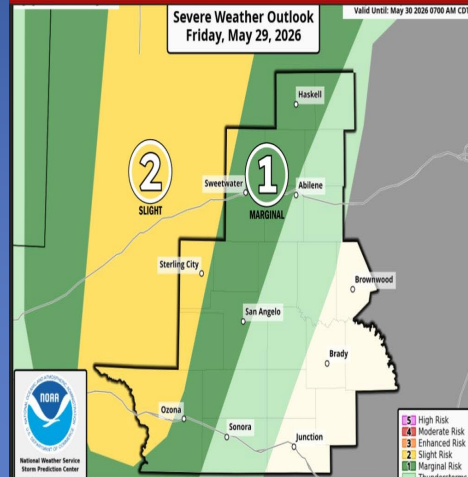 Severe Weather Outlook
Friday, May 29, 2026
Valid Until: May 30 2026 0700 AM CDT
Haskell
2
SLIGHT
1
MARGINAL
Sweetwater
Abilene
Sterling City
Brownwood
San Angelo
Brady
Ozona
Sonora
Junction
NOAA
National Weather Service
Storm Prediction Center
5 High Risk
4 Moderate Risk
3 Enhanced Risk
2 Slight Risk
1 Marginal Risk